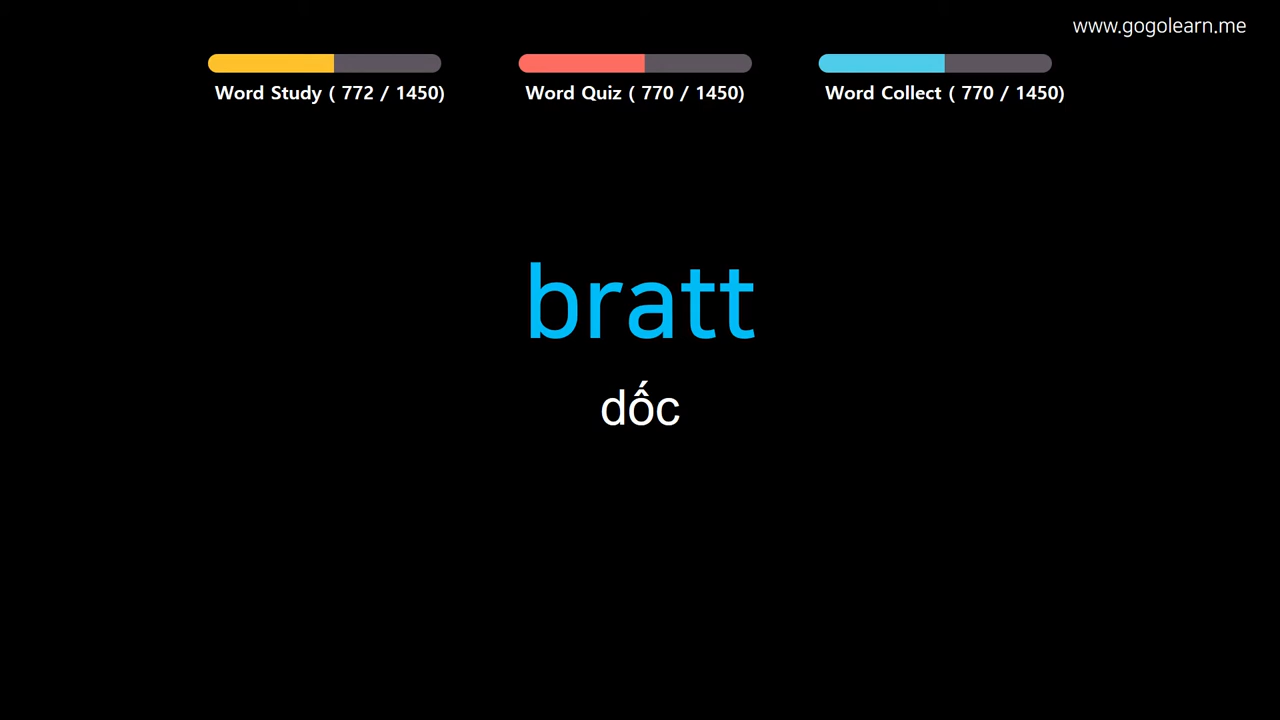 www.gogolearn.me
Word Study ( 772 / 1450)
Word Quiz ( 770 / 1450)
Word Collect ( 770 / 1450)
bratt
dốc